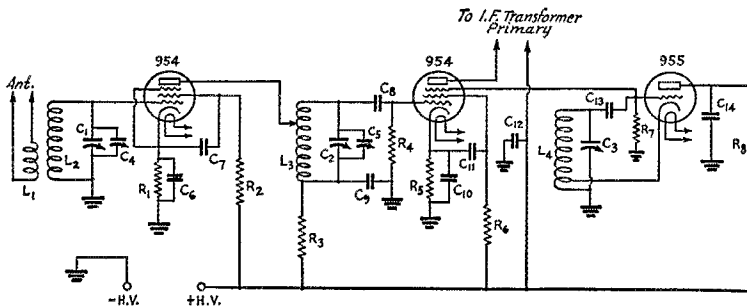 To I.F. Transformer
Primary
Ant.
954
954
955
L1
L2
C1
C4
C7
R1
C6
R2
L3
C8
C2
C5
R4
C9
R3
R5
C10
C11
R6
C12
L4
C13
C3
R7
C14
R8
-H.V.
+H.V.